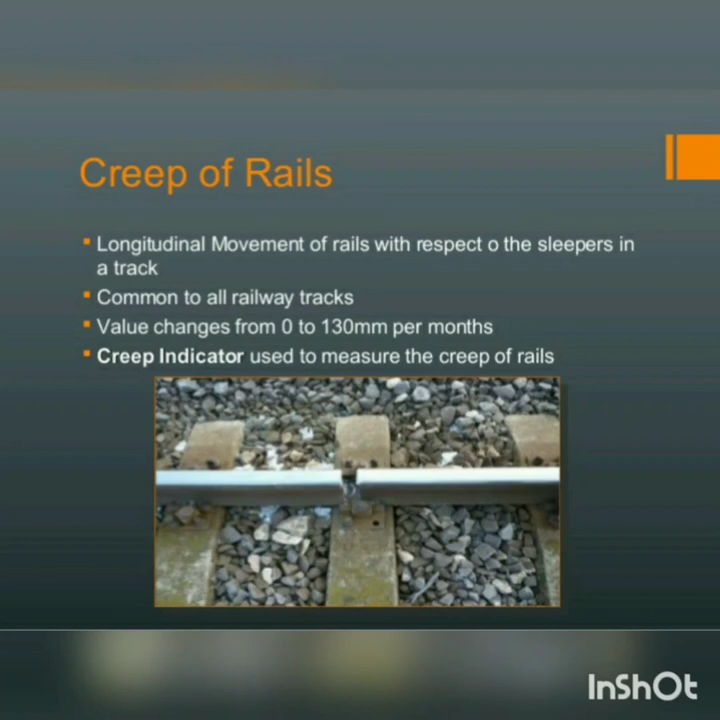 Creep of Rails
Longitudinal Movement of rails with respect o the sleepers in
a track
Common to all railway tracks
Value changes from 0 to 130mm per months
Creep Indicator used to measure the creep of rails
InShOt